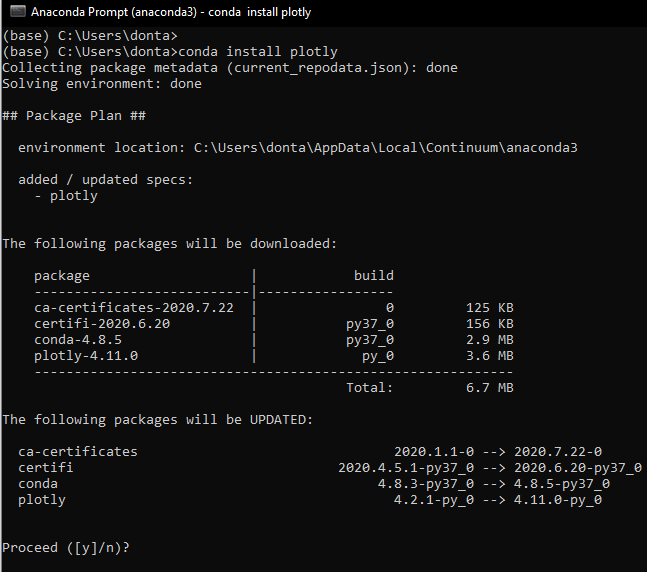 Anaconda Prompt (anaconda3) - conda  install plotly
(base) C:\Users\donta>
(base) C:\Users\donta>conda install plotly
Collecting package metadata (current_repodata.json): done
Solving environment: done
## Package Plan ##
environment location: C:\Users\donta\AppData\Local\Continuum\anaconda3
added / updated specs:
- plotly
The following packages will be downloaded:
package                    |            build
---------------------------|-----------------
ca-certificates-2020.7.22  |                0         125 KB
certifi-2020.6.20          |           py37_0         156 KB
conda-4.8.5                |           py37_0         2.9 MB
plotly-4.11.0              |             py_0         3.6 MB
------------------------------------------------------------
Total:         6.7 MB
The following packages will be UPDATED:
ca-certificates                                2020.1.1-0 --> 2020.7.22-0
certifi                                 2020.4.5.1-py37_0 --> 2020.6.20-py37_0
conda                                        4.8.3-py37_0 --> 4.8.5-py37_0
plotly                                         4.2.1-py_0 --> 4.11.0-py_0
Proceed ([y]/n)?